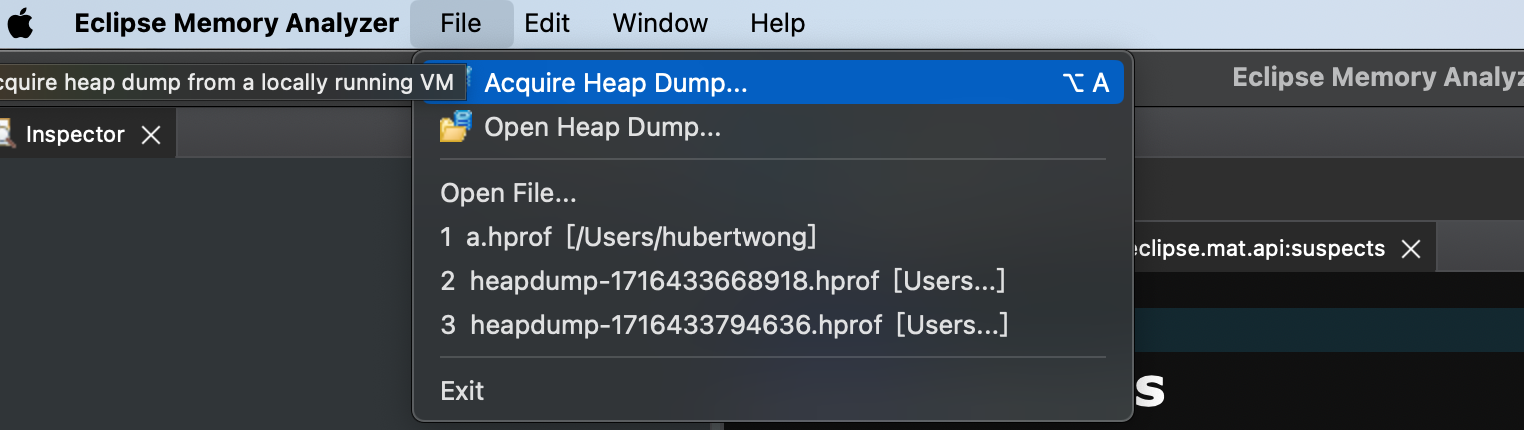 Eclipse Memory Analyzer File Edit Window Help
cquire heap dump from a locally running VM
Acquire Heap Dump... ⌥ A
Eclipse Memory Analyz
Inspector
Open Heap Dump...
Open File...
1 a.hprof [/Users/hubertwong]
eclipse.mat.api:suspects
2 heapdump-1716433668918.hprof [Users...]
3 heapdump-1716433794636.hprof [Users...]
Exit
s